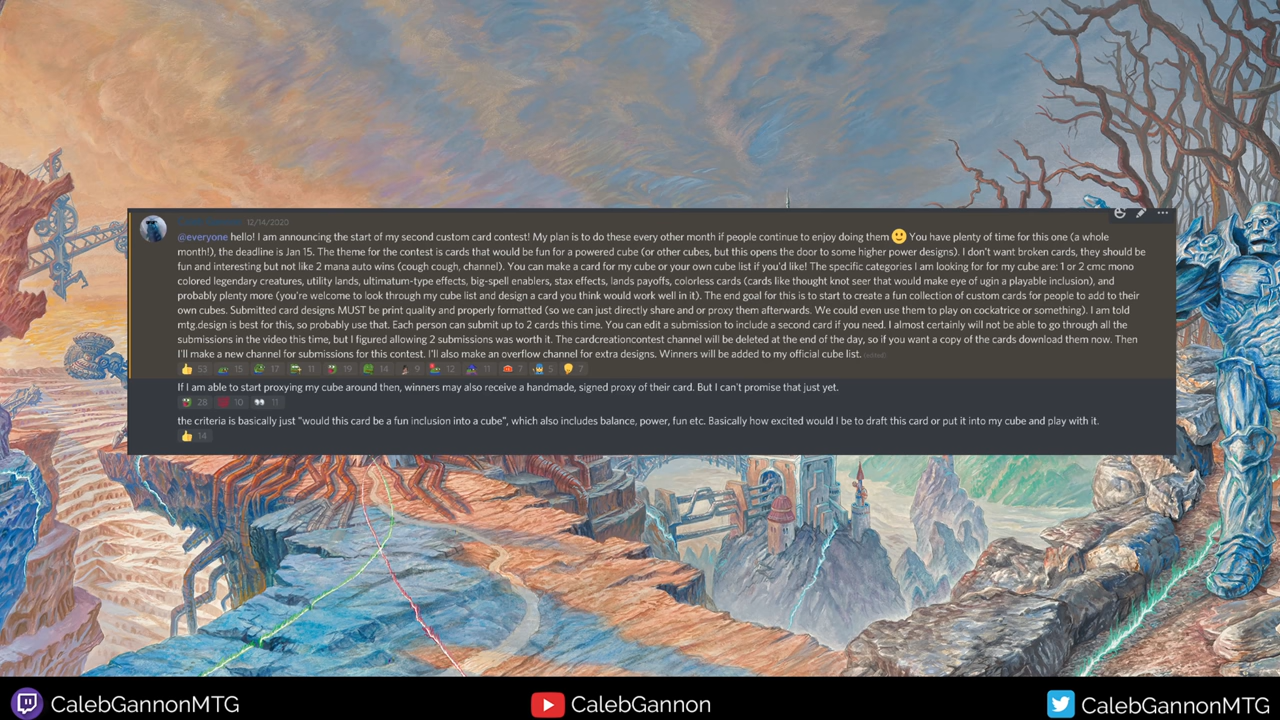 12/14/2020
@everyone hello! I am announcing the start of my second custom card contest! My plan is to do these every other month if people continue to enjoy doing them 🙂 You have plenty of time for this one (a whole
month!), the deadline is Jan 15. The theme for the contest is cards that would be fun for a powered cube (or other cubes, but this opens the door to some higher power designs). I don't want broken cards, they should be
fun and interesting but not like 2 mana auto wins (cough cough, channel). You can make a card for my cube or your own cube list if you'd like! The specific categories I am looking for for my cube are: 1 or 2 cmc mono
colored legendary creatures, utility lands, ultimatum-type effects, big-spell enablers, stax effects, lands payoffs, colorless cards (cards like thought knot seer that would make eye of ugin a playable inclusion), and
probably plenty more (you're welcome to look through my cube list and design a card you think would work well in it). The end goal for this is to start to create a fun collection of custom cards for people to add to their
own cubes. Submitted card designs MUST be print quality and properly formatted (so we can just directly share and or proxy them afterwards. We could even use them to play on cockatrice or something). I am told
mtg.design is best for this, so probably use that. Each person can submit up to 2 cards this time. You can edit a submission to include a second card if you need. I almost certainly will not be able to go through all the
submissions in the video this time, but I figured allowing 2 submissions was worth it. The cardcreationcontest channel will be deleted at the end of the day, so if you want a copy of the cards download them now. Then
I'll make a new channel for submissions for this contest. I'll also make an overflow channel for extra designs. Winners will be added to my official cube list. (edited)
53 15 17 11 19 14 9 12 11 7 5 7
If I am able to start proxying my cube around then, winners may also receive a handmade, signed proxy of their card. But I can't promise that just yet.
28 10 11
the criteria is basically just "would this card be a fun inclusion into a cube", which also includes balance, power, fun etc. Basically how excited would I be to draft this card or put it into my cube and play with it.
14
CalebGannonMTG CalebGannon CalebGannonMTG